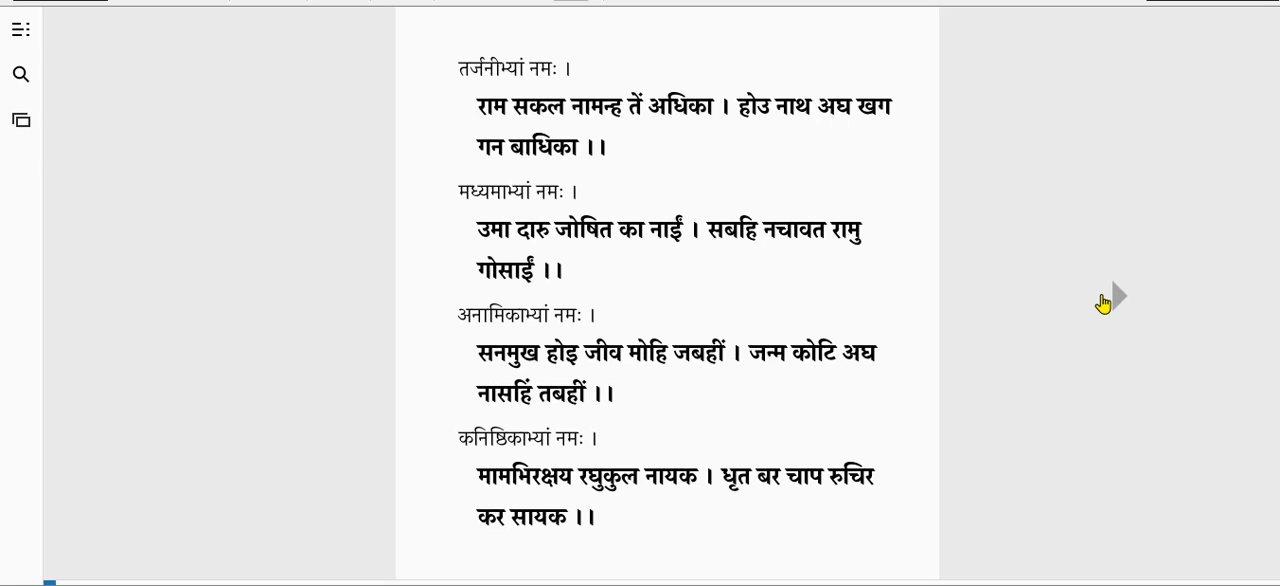 तर्जनीभ्यां नमः ।
राम सकल नामन्ह तें अधिका । होउ नाथ अघ खग
गन बाधिका ।।
मध्यमाभ्यां नमः ।
उमा दारु जोषित का नाईं । सबहि नचावत रामु
गोसाईं ।।
अनामिकाभ्यां नमः ।
सनमुख होइ जीव मोहि जबहीं । जन्म कोटि अघ
नासहिं तबहीं ।।
कनिष्ठिकाभ्यां नमः ।
मामभिरक्षय रघुकुल नायक । धृत बर चाप रुचिर
कर सायक ।।